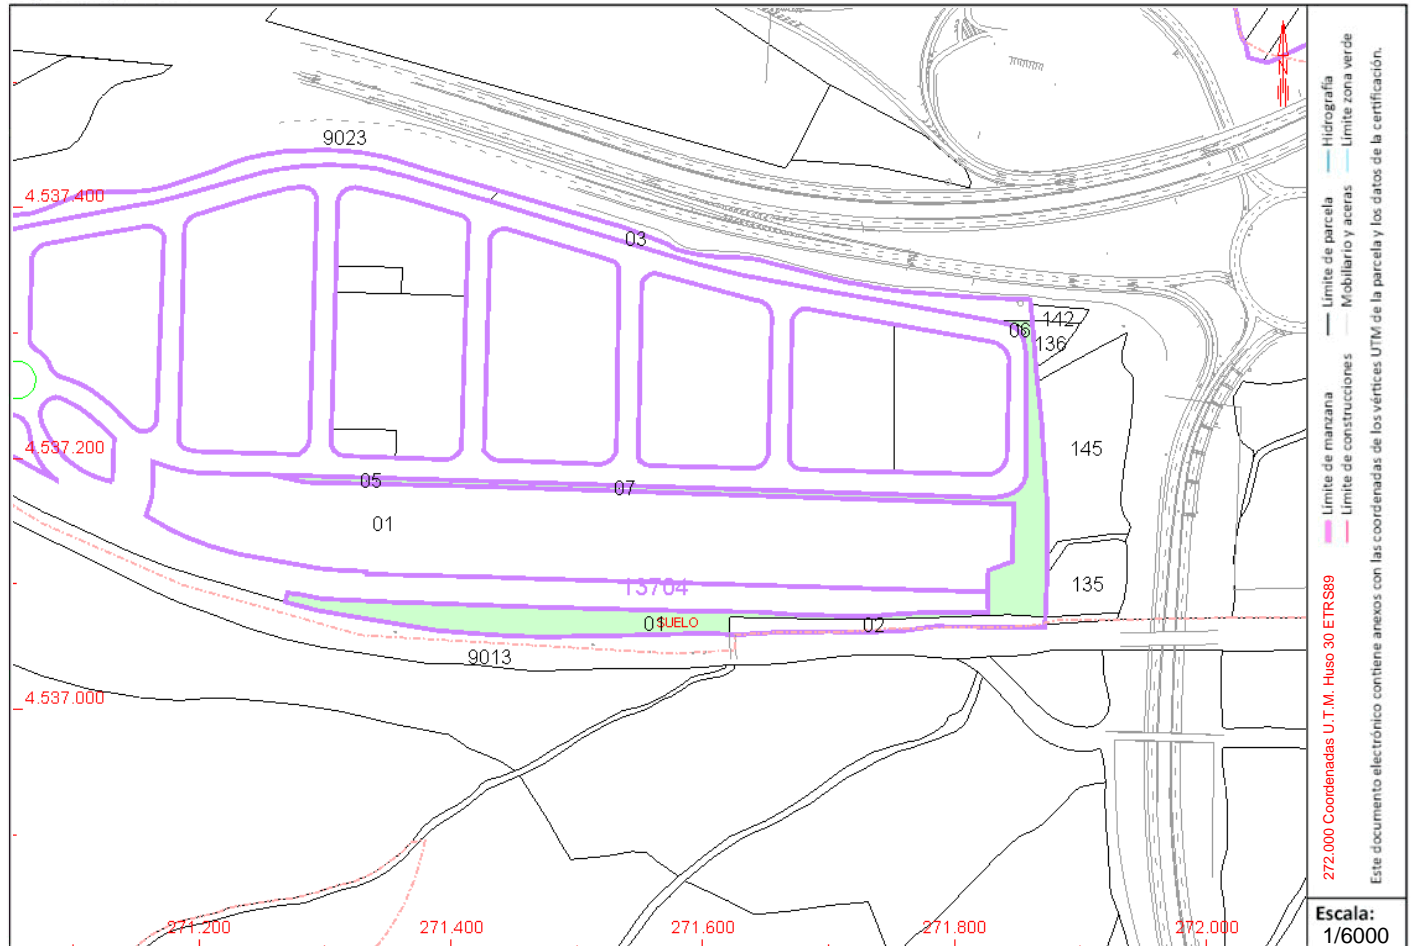 9023
4.537.400
03
142
06
136
4.537.200
145
05
07
01
13704
135
01
SUELO
02
9013
4.537.000
271.200
271.400
271.600
271.800
272.000
Límite de manzana
Límite de parcela
Hidrografía
Límite de construcciones
Mobiliario y aceras
Límite zona verde
272.000 Coordenadas U.T.M. Huso 30 ETRS89
Este documento electrónico contiene anexos con las coordenadas de los vértices UTM de la parcela y los datos de la certificación.
Escala:
1/6000